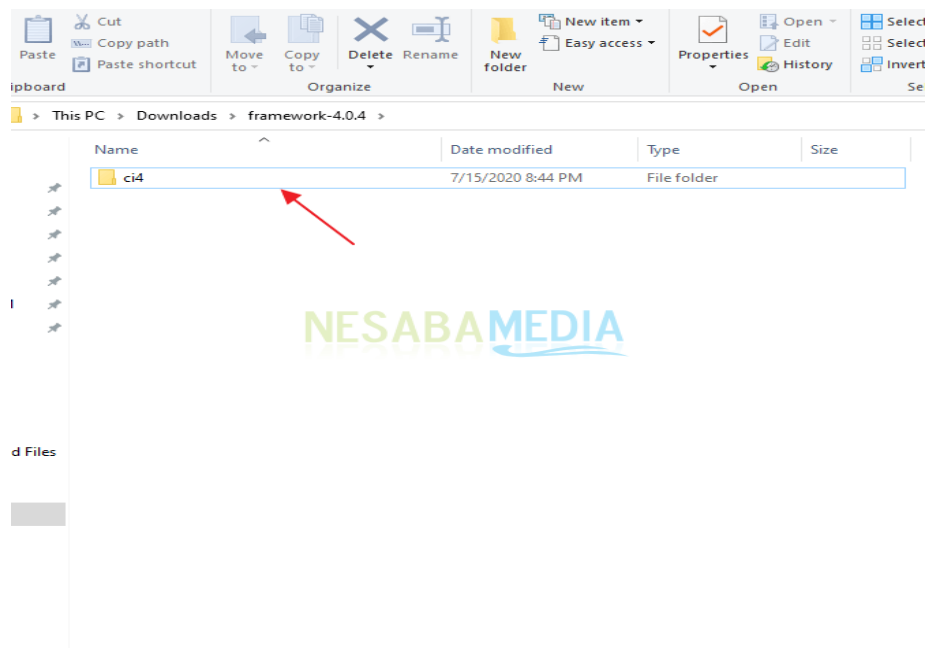 Cut
Copy path
Paste shortcut
Paste
Move to
Copy to
Delete
Rename
New folder
New item
Easy access
Properties
Open
Edit
History
Select
Select
Invert
ipboard
Organize
New
Open
Se
> This PC > Downloads > framework-4.0.4 >
Name Date modified Type Size
ci4 7/15/2020 8:44 PM File folder
NESABAMEDIA
d Files